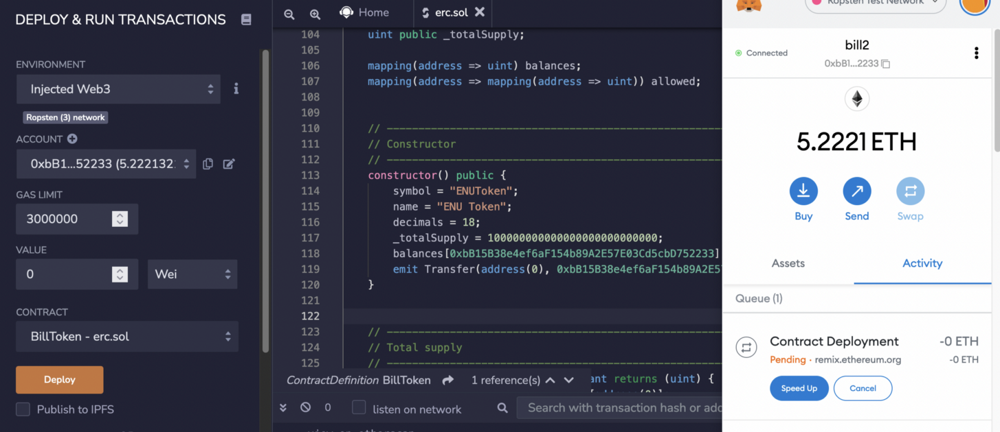 DEPLOY & RUN TRANSACTIONS
ENVIRONMENT
Injected Web3
Ropsten (3) network
ACCOUNT
0xbB1...52233 (5.222132
GAS LIMIT
3000000
VALUE
0
Wei
CONTRACT
BillToken - erc.sol
Deploy
Publish to IPFS
Home
erc.sol
104 uint public _totalSupply;
105
106 mapping(address => uint) balances;
107 mapping(address => mapping(address => uint)) allowed;
108
109
110 // ------------------------------------------------------
111 // Constructor
112 // ------------------------------------------------------
113 constructor() public {
114 symbol = "ENUToken";
115 name = "ENU Token";
116 decimals = 18;
117 _totalSupply = 1000000000000000000000000000;
118 balances[0xbB15B38e4ef6aF154b89A2E57E03Cd5cbD752233]
119 emit Transfer(address(0), 0xbB15B38e4ef6aF154b89A2E5
120 }
121
122
123 // ------------------------------------------------------
124 // Total supply
125 // ------------------------------------------------------
ant returns (uint) {
ContractDefinition BillToken
1 reference(s)
0
listen on network
Search with transaction hash or add
view on etherscan
Ropsten Test Network
Connected
bill2
0xbB1...2233
5.2221 ETH
Buy
Send
Swap
Assets
Activity
Queue (1)
Contract Deployment
-0 ETH
Pending · remix.ethereum.org
-0 ETH
Speed Up
Cancel